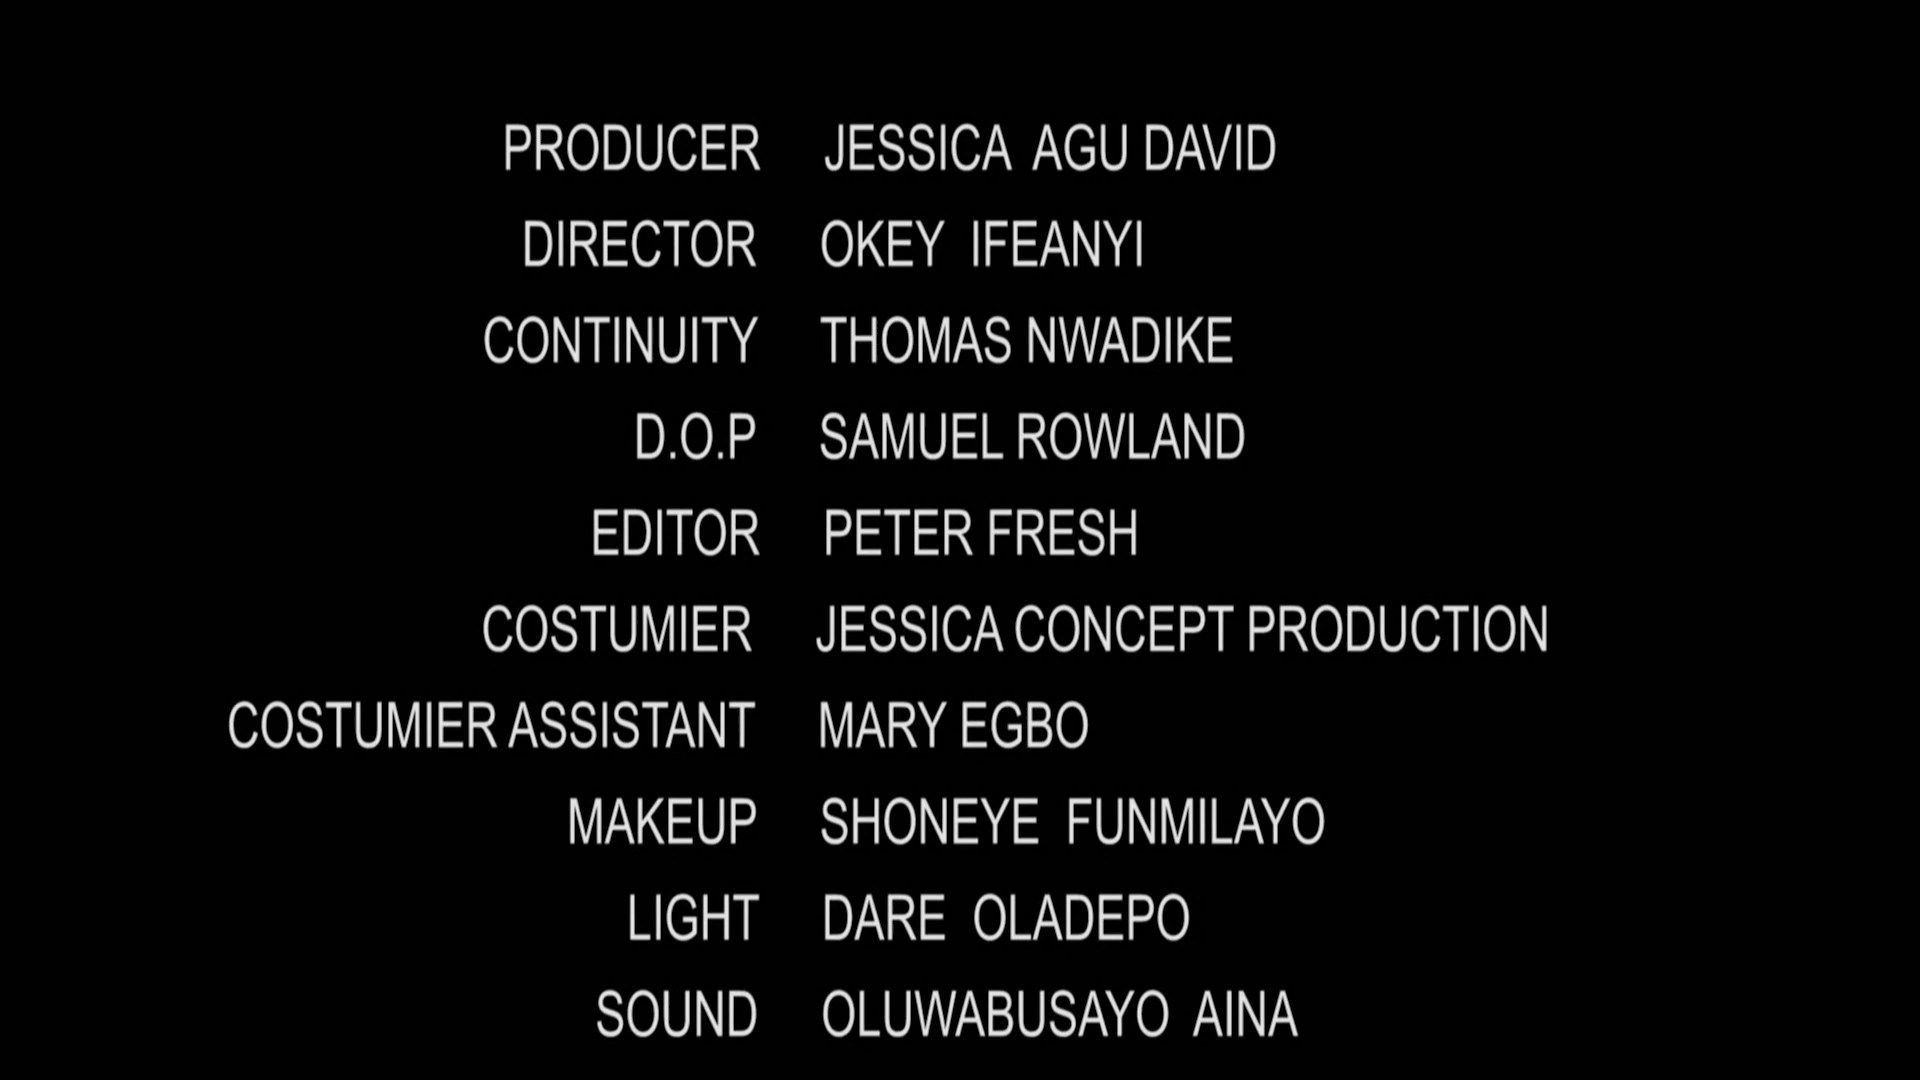 PRODUCER JESSICA AGU DAVID
DIRECTOR OKEY IFEANYI
CONTINUITY THOMAS NWADIKE
D.O.P SAMUEL ROWLAND
EDITOR PETER FRESH
COSTUMIER JESSICA CONCEPT PRODUCTION
COSTUMIER ASSISTANT MARY EGBO
MAKEUP SHONEYE FUNMILAYO
LIGHT DARE OLADEPO
SOUND OLUWABUSAYO AINA